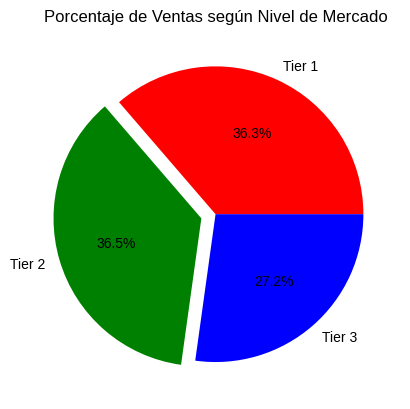 Porcentaje de Ventas según Nivel de Mercado
Tier 1
36.3%
36.5%
Tier 2
27.2%
Tier 3